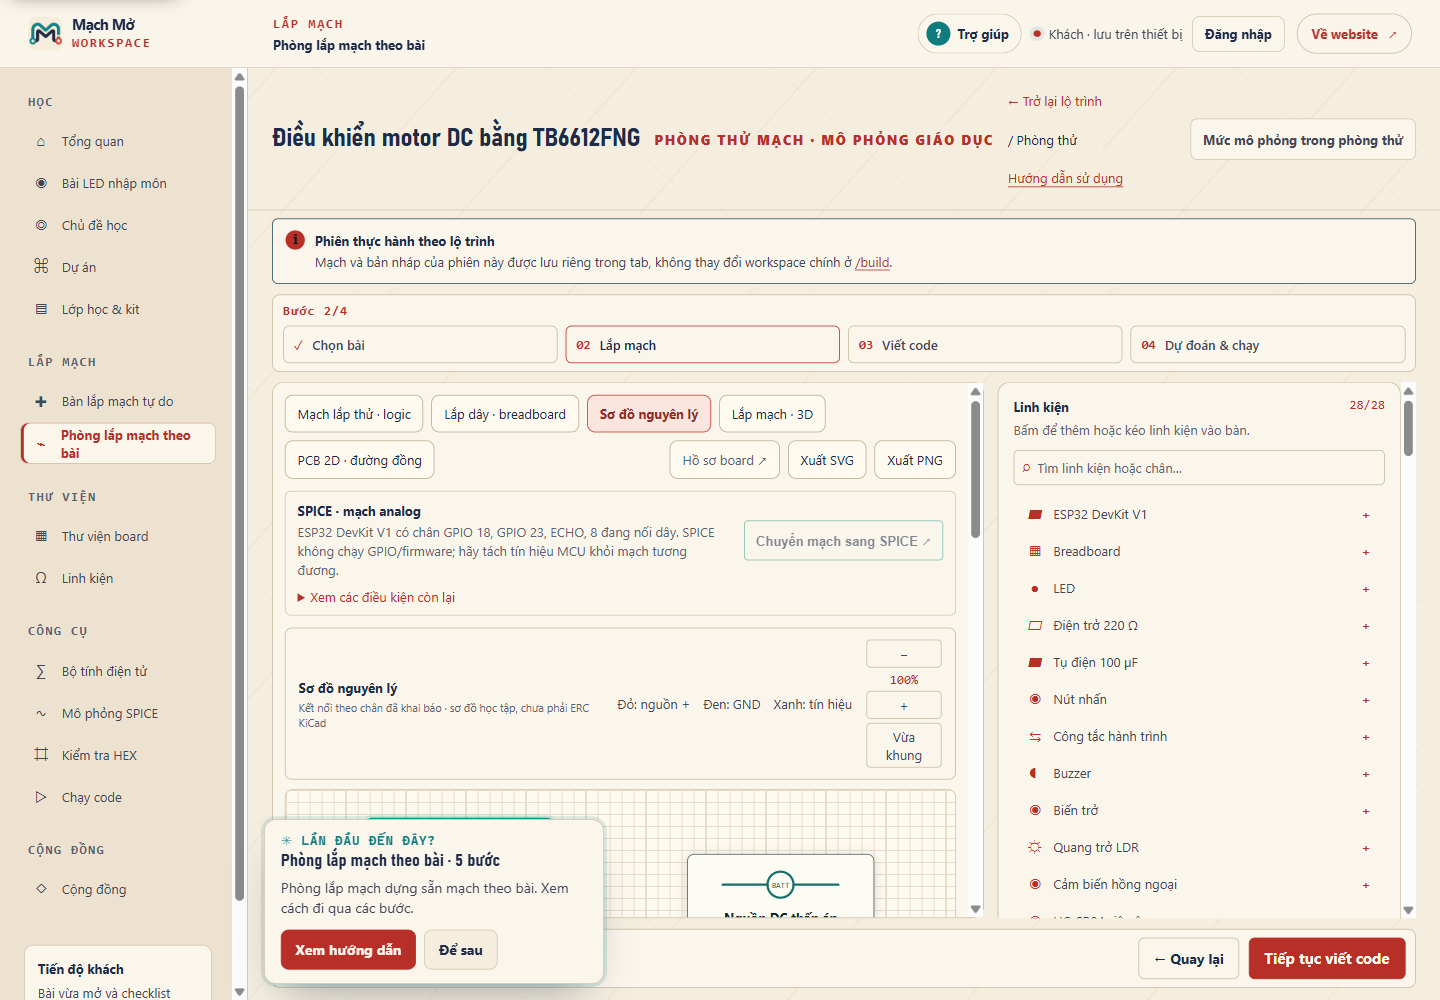 Mạch Mở
WORKSPACE
LẮP MẠCH
Phòng lắp mạch theo bài
? Trợ giúp
Khách · lưu trên thiết bị
Đăng nhập
Về website ↗
HỌC
Tổng quan
Bài LED nhập môn
Chủ đề học
Dự án
Lớp học & kit
LẮP MẠCH
Bàn lắp mạch tự do
Phòng lắp mạch theo
bài
THƯ VIỆN
Thư viện board
Linh kiện
CÔNG CỤ
Bộ tính điện tử
Mô phỏng SPICE
Kiểm tra HEX
Chạy code
CỘNG ĐỒNG
Cộng đồng
Tiến độ khách
Bài vừa mở và checklist
Điều khiển motor DC bằng TB6612FNG
PHÒNG THỬ MẠCH · MÔ PHỎNG GIÁO DỤC
← Trở lại lộ trình
/ Phòng thử
Hướng dẫn sử dụng
Mức mô phỏng trong phòng thử
Phiên thực hành theo lộ trình
Mạch và bản nháp của phiên này được lưu riêng trong tab, không thay đổi workspace chính ở /build.
Bước 2/4
✓ Chọn bài
02 Lắp mạch
03 Viết code
04 Dự đoán & chạy
Mạch lắp thử · logic
Lắp dây · breadboard
Sơ đồ nguyên lý
Lắp mạch · 3D
PCB 2D · đường đồng
Hồ sơ board ↗
Xuất SVG
Xuất PNG
SPICE · mạch analog
ESP32 DevKit V1 có chân GPIO 18, GPIO 23, ECHO, 8 đang nối dây. SPICE
không chạy GPIO/firmware; hãy tách tín hiệu MCU khỏi mạch tương
đương.
▶ Xem các điều kiện còn lại
Chuyển mạch sang SPICE ↗
Sơ đồ nguyên lý
Kết nối theo chân đã khai báo · sơ đồ học tập, chưa phải ERC
KiCad
Đỏ: nguồn +
Đen: GND
Xanh: tín hiệu
−
100%
+
Vừa
khung
BATT
Nguồn DC thấp áp
Linh kiện
28/28
Bấm để thêm hoặc kéo linh kiện vào bàn.
Tìm linh kiện hoặc chân...
ESP32 DevKit V1 +
Breadboard +
LED +
Điện trở 220 Ω +
Tụ điện 100 µF +
Nút nhấn +
Công tắc hành trình +
Buzzer +
Biến trở +
Quang trở LDR +
Cảm biến hồng ngoại +
✳ LẦN ĐẦU ĐẾN ĐÂY?
Phòng lắp mạch theo bài · 5 bước
Phòng lắp mạch dựng sẵn mạch theo bài. Xem
cách đi qua các bước.
Xem hướng dẫn
Để sau
← Quay lại
Tiếp tục viết code